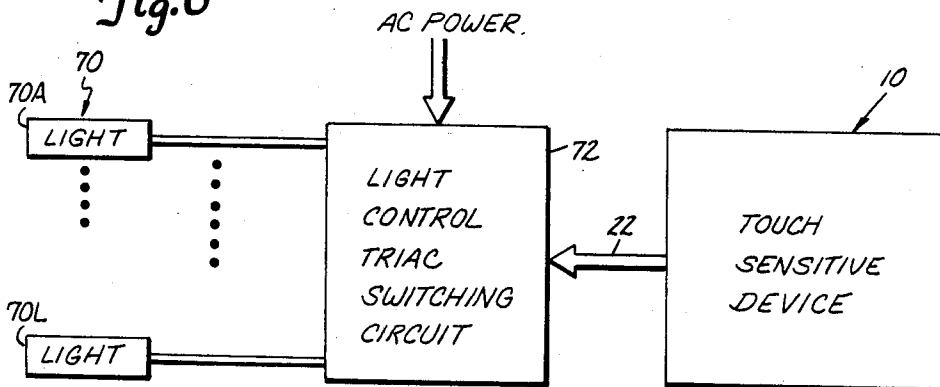 Fig.6
AC POWER.
70
10
70A
LIGHT
72
LIGHT
CONTROL
TRIAC
SWITCHING
CIRCUIT
22
TOUCH
SENSITIVE
DEVICE
70L
LIGHT